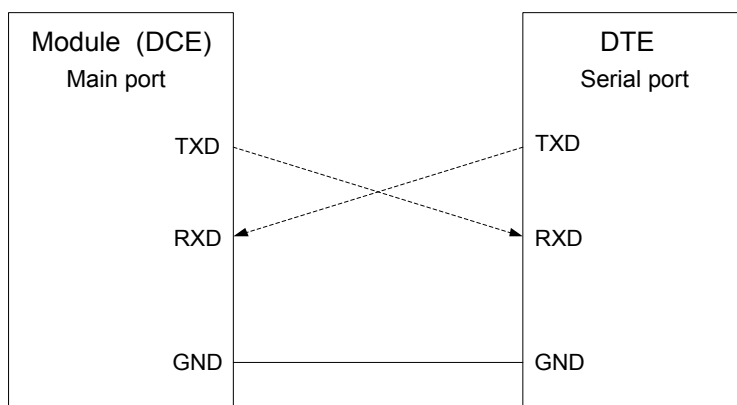 Module (DCE)
Main port
TXD
RXD
GND
DTE
Serial port
TXD
RXD
GND